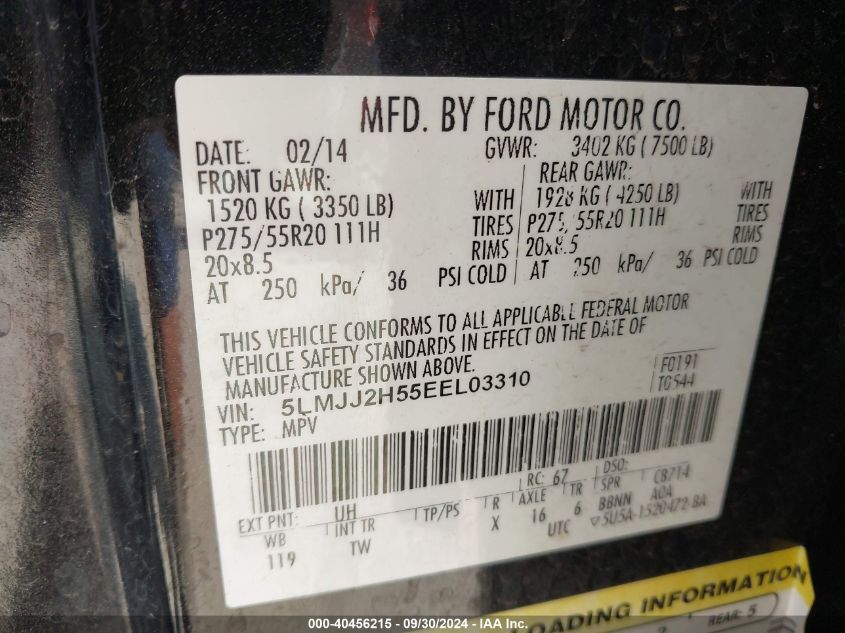 MFD. BY FORD MOTOR CO.
DATE: 02/14 GVWR: 3402 KG ( 7500 LB)
FRONT GAWR: REAR GAWR:
1520 KG ( 3350 LB) WITH 1928 KG ( 4250 LB) WITH
P275/55R20 111H TIRES P275/55R20 111H TIRES
20x8.5 RIMS 20x8.5 RIMS
AT 250 kPa/ 36 PSI COLD AT 250 kPa/ 36 PSI COLD
THIS VEHICLE CONFORMS TO ALL APPLICABLE FEDERAL MOTOR
VEHICLE SAFETY STANDARDS IN EFFECT ON THE DATE OF
MANUFACTURE SHOWN ABOVE.
F0191
T0544
VIN: 5LMJJ2H55EEL03310
TYPE: MPV
EXT PNT: UH RC: 67 DSO:
WB INT TR TP/PS R AXLE TR SPR CB714
119 TW X 16 6 BBNN AOA
UTC ▽5U5A-1520472-BA
LOADING INFORMATION
REAR: 5
000-40456215 - 09/30/2024 - IAA Inc.